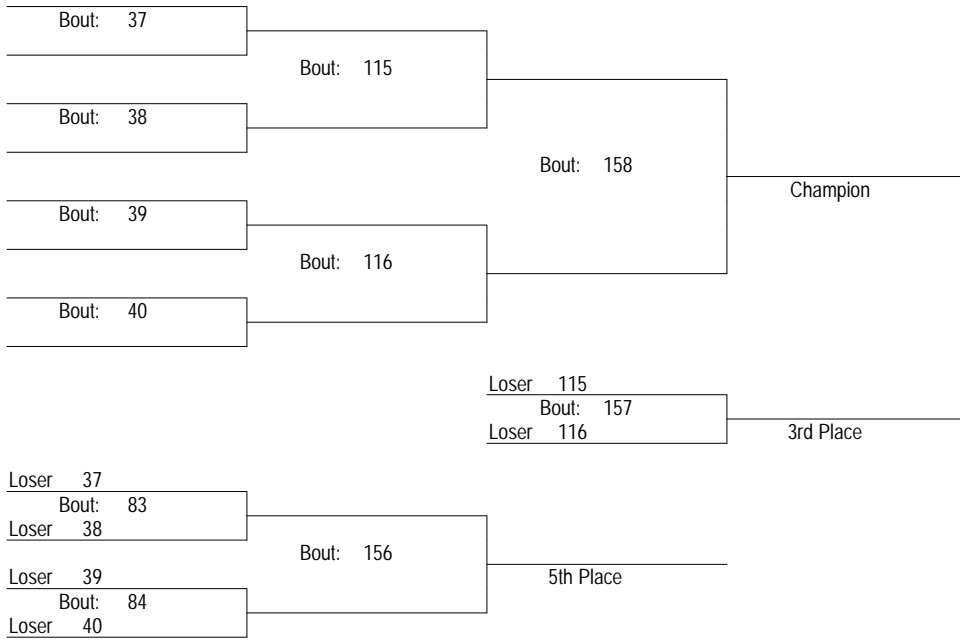 Bout: 37
Bout: 115
Bout: 38
Bout: 158
Champion
Bout: 39
Bout: 116
Bout: 40
Loser 115
Bout: 157
Loser 116
3rd Place
Loser 37
Bout: 83
Loser 38
Bout: 156
5th Place
Loser 39
Bout: 84
Loser 40